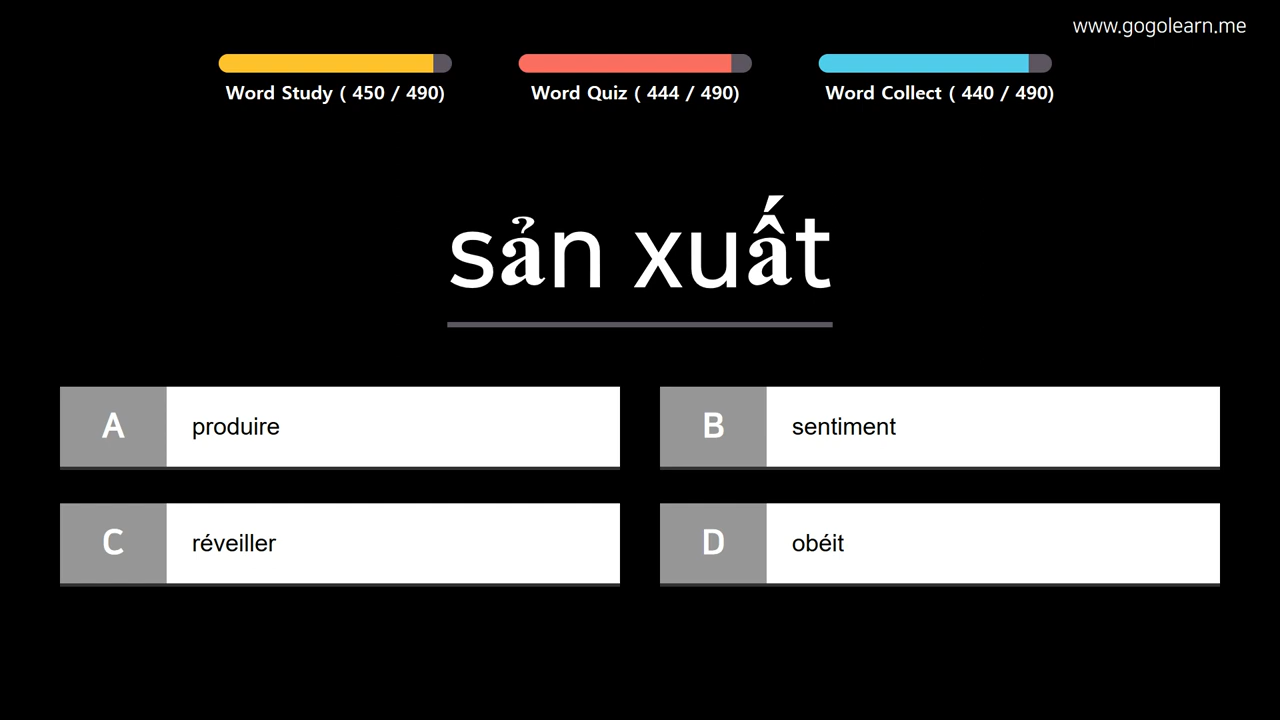 www.gogolearn.me
Word Study ( 450 / 490)
Word Quiz ( 444 / 490)
Word Collect ( 440 / 490)
sản xuất
A produire
B sentiment
C réveiller
D obéit